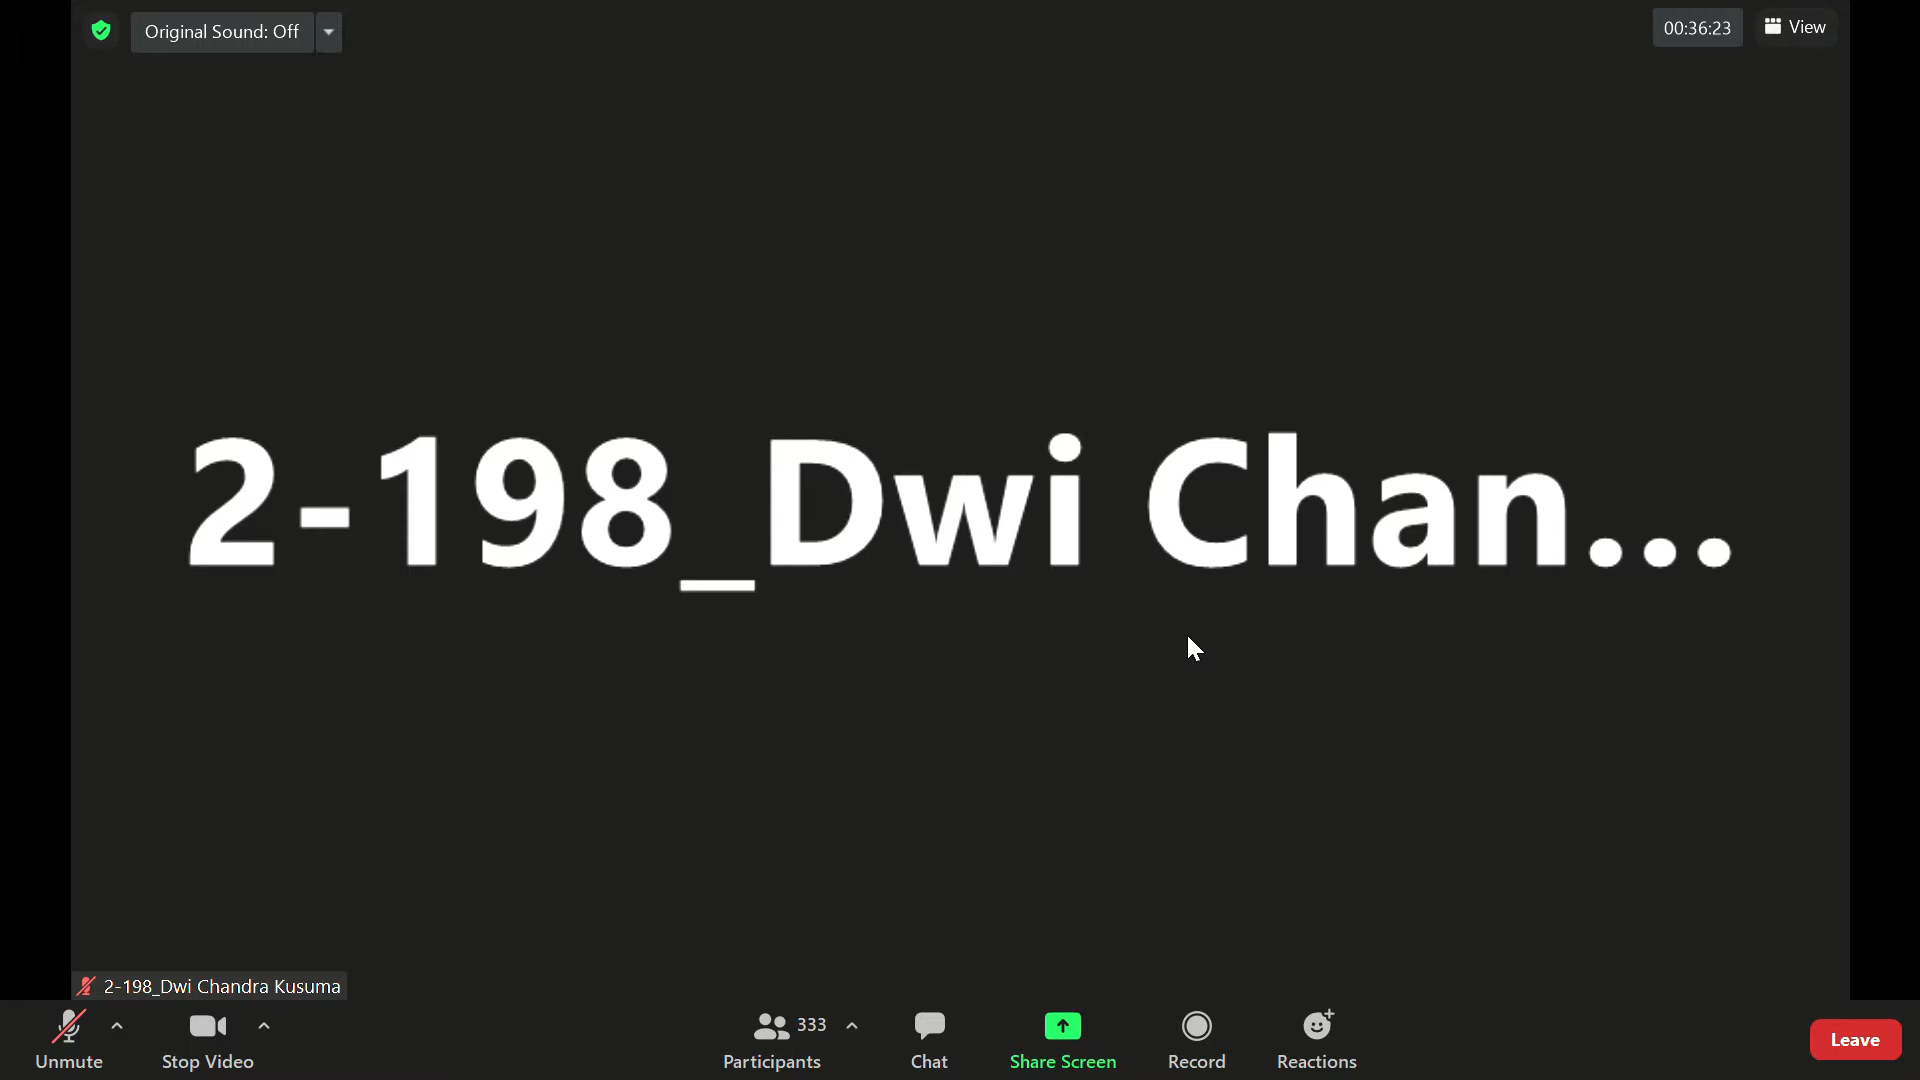 Original Sound: Off
00:36:23
View
2-198_Dwi Chan...
2-198_Dwi Chandra Kusuma
Unmute
Stop Video
333
Participants
Chat
Share Screen
Record
Reactions
Leave